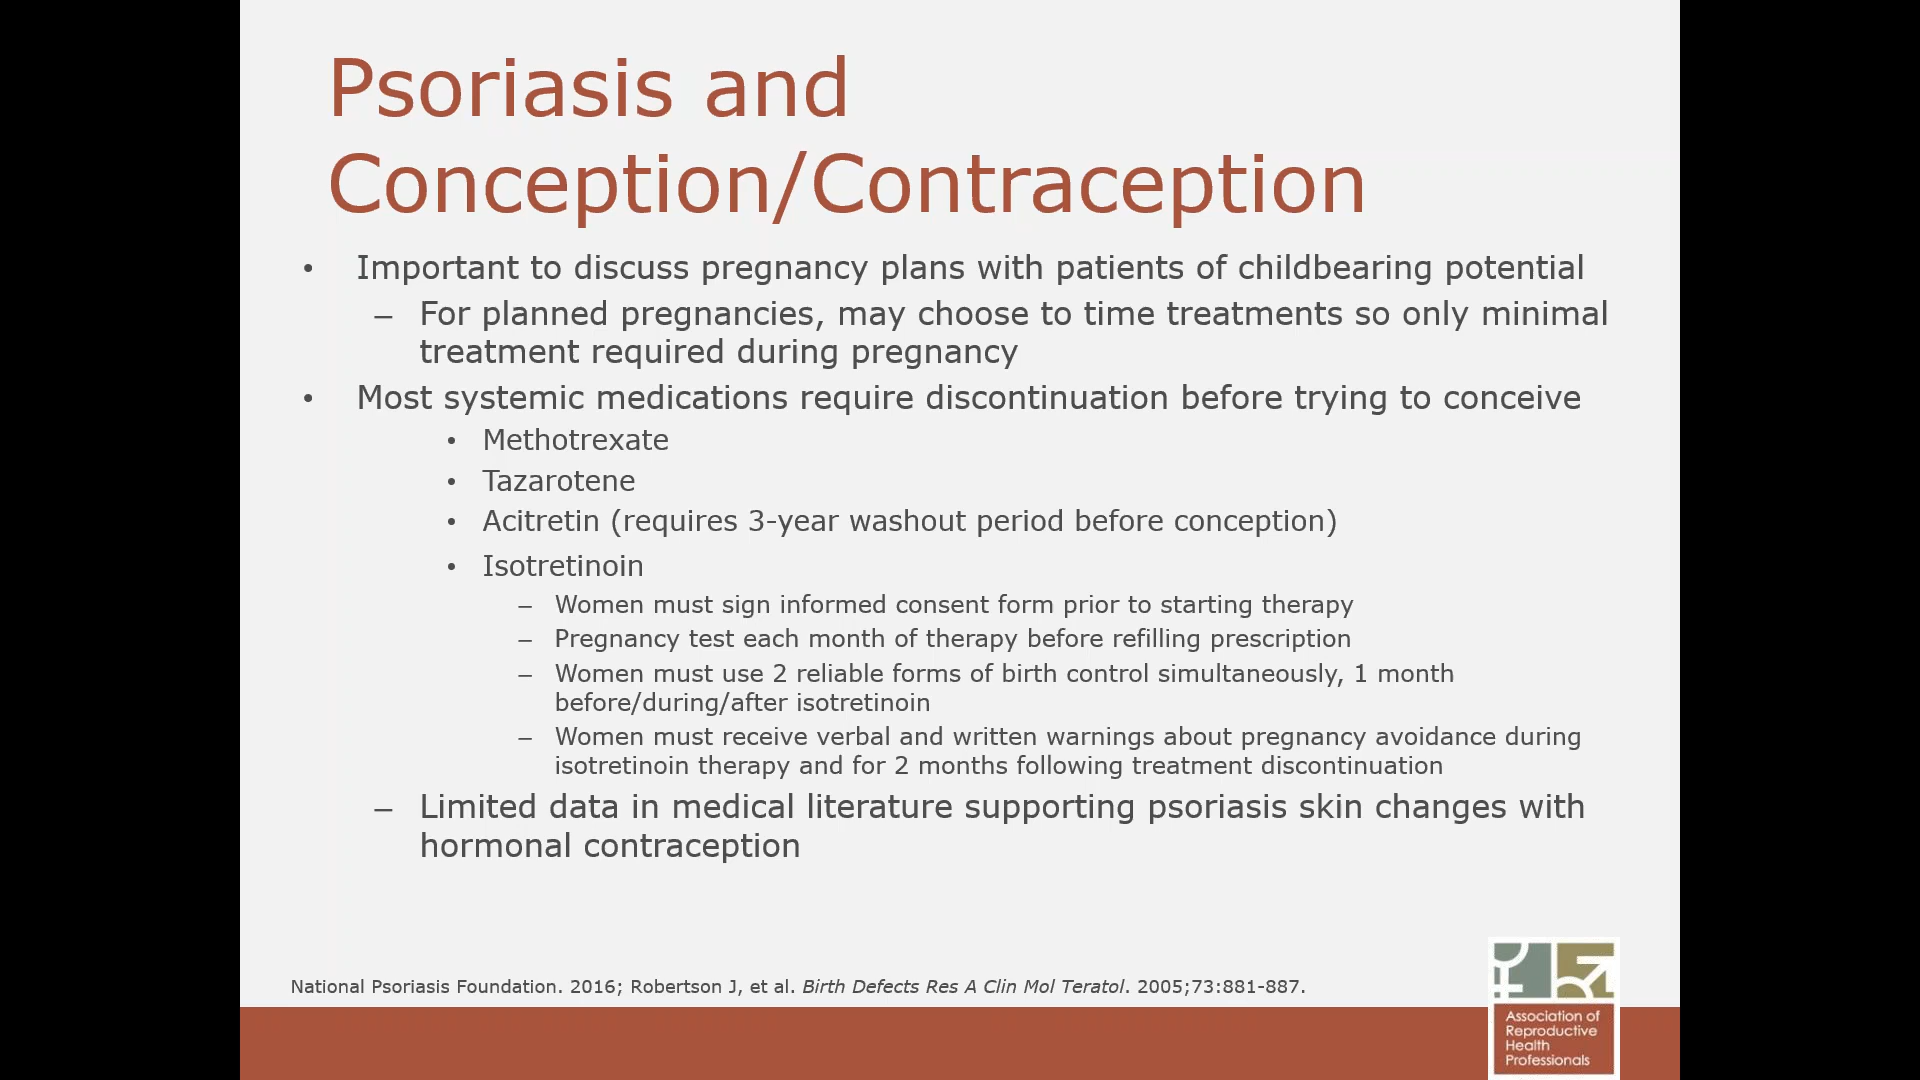 Psoriasis and
Conception/Contraception
• Important to discuss pregnancy plans with patients of childbearing potential
– For planned pregnancies, may choose to time treatments so only minimal
treatment required during pregnancy
• Most systemic medications require discontinuation before trying to conceive
• Methotrexate
• Tazarotene
• Acitretin (requires 3-year washout period before conception)
• Isotretinoin
– Women must sign informed consent form prior to starting therapy
– Pregnancy test each month of therapy before refilling prescription
– Women must use 2 reliable forms of birth control simultaneously, 1 month
before/during/after isotretinoin
– Women must receive verbal and written warnings about pregnancy avoidance during
isotretinoin therapy and for 2 months following treatment discontinuation
– Limited data in medical literature supporting psoriasis skin changes with
hormonal contraception
National Psoriasis Foundation. 2016; Robertson J, et al. Birth Defects Res A Clin Mol Teratol. 2005;73:881-887.
Association of
Reproductive
Health
Professionals